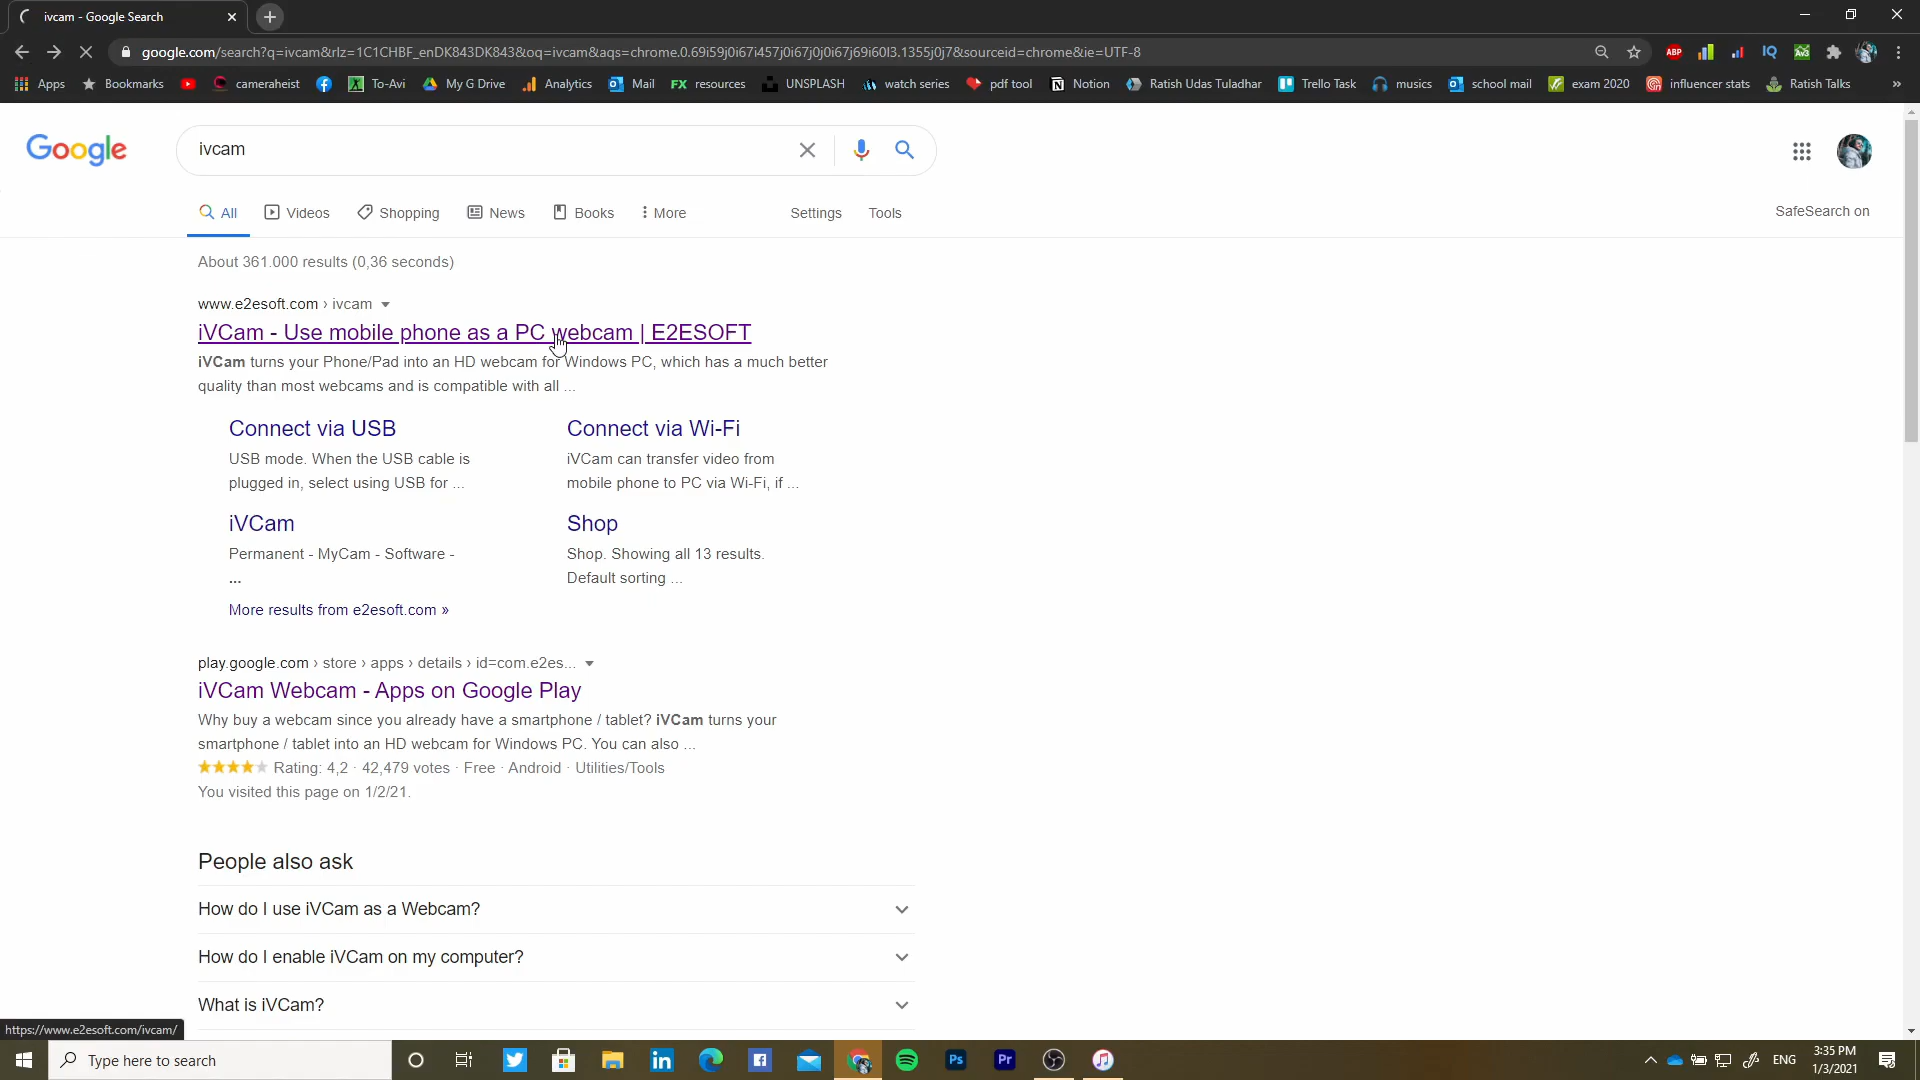 ivcam - Google Search
google.com/search?q=ivcam&rlz=1C1CHBF_enDK843DK843&oq=ivcam&aqs=chrome.0.69i59j0i67i457j0i67j0j0i67j69i60l3.1355j0j7&sourceid=chrome&ie=UTF-8
ABP IQ
Apps Bookmarks cameraheist To-Avi My G Drive Analytics Mail FX resources UNSPLASH watch series pdf tool Notion Ratish Udas Tuladhar Trello Task musics school mail exam 2020 influencer stats Ratish Talks »
Google ivcam
All Videos Shopping News Books More Settings Tools SafeSearch on
About 361.000 results (0,36 seconds)
www.e2esoft.com › ivcam
iVCam - Use mobile phone as a PC webcam | E2ESOFT
iVCam turns your Phone/Pad into an HD webcam for Windows PC, which has a much better
quality than most webcams and is compatible with all ...
Connect via USB Connect via Wi-Fi
USB mode. When the USB cable is iVCam can transfer video from
plugged in, select using USB for ... mobile phone to PC via Wi-Fi, if ...
iVCam Shop
Permanent - MyCam - Software - Shop. Showing all 13 results.
... Default sorting ...
More results from e2esoft.com »
play.google.com › store › apps › details › id=com.e2es...
iVCam Webcam - Apps on Google Play
Why buy a webcam since you already have a smartphone / tablet? iVCam turns your
smartphone / tablet into an HD webcam for Windows PC. You can also ...
Rating: 4,2 · 42,479 votes · Free · Android · Utilities/Tools
You visited this page on 1/2/21.
People also ask
How do I use iVCam as a Webcam?
How do I enable iVCam on my computer?
What is iVCam?
https://www.e2esoft.com/ivcam/
Type here to search in Ps Pr ENG 3:35 PM
1/3/2021